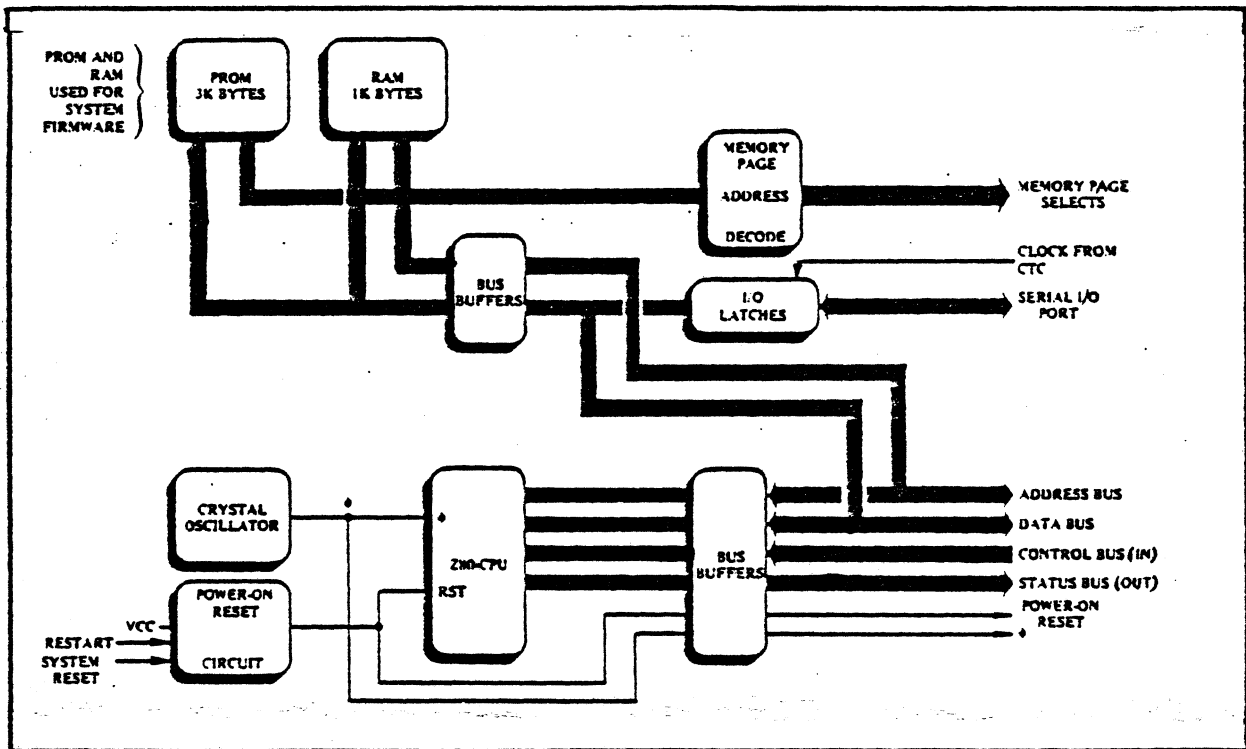 PROM AND
RAM
USED FOR
SYSTEM
FIRMWARE
PROM
3K BYTES
RAM
1K BYTES
MEMORY
PAGE
ADDRESS
DECODE
MEMORY PAGE
SELECTS
CLOCK FROM
CTC
BUS
BUFFERS
I/O
LATCHES
SERIAL I/O
PORT
CRYSTAL
OSCILLATOR
ϕ
ϕ
Z80-CPU
RST
BUS
BUFFERS
ADDRESS BUS
DATA BUS
CONTROL BUS (IN)
STATUS BUS (OUT)
POWER-ON
RESET
ϕ
POWER-ON
RESET
CIRCUIT
VCC
RESTART
SYSTEM
RESET